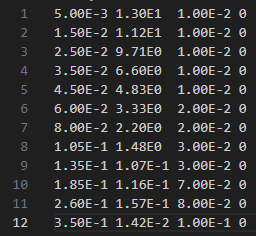 1 5.00E-3 1.30E1 1.00E-2 0
2 1.50E-2 1.12E1 1.00E-2 0
3 2.50E-2 9.71E0 1.00E-2 0
4 3.50E-2 6.60E0 1.00E-2 0
5 4.50E-2 4.83E0 1.00E-2 0
6 6.00E-2 3.33E0 2.00E-2 0
7 8.00E-2 2.20E0 2.00E-2 0
8 1.05E-1 1.48E0 3.00E-2 0
9 1.35E-1 1.07E-1 3.00E-2 0
10 1.85E-1 1.16E-1 7.00E-2 0
11 2.60E-1 1.57E-1 8.00E-2 0
12 3.50E-1 1.42E-2 1.00E-1 0